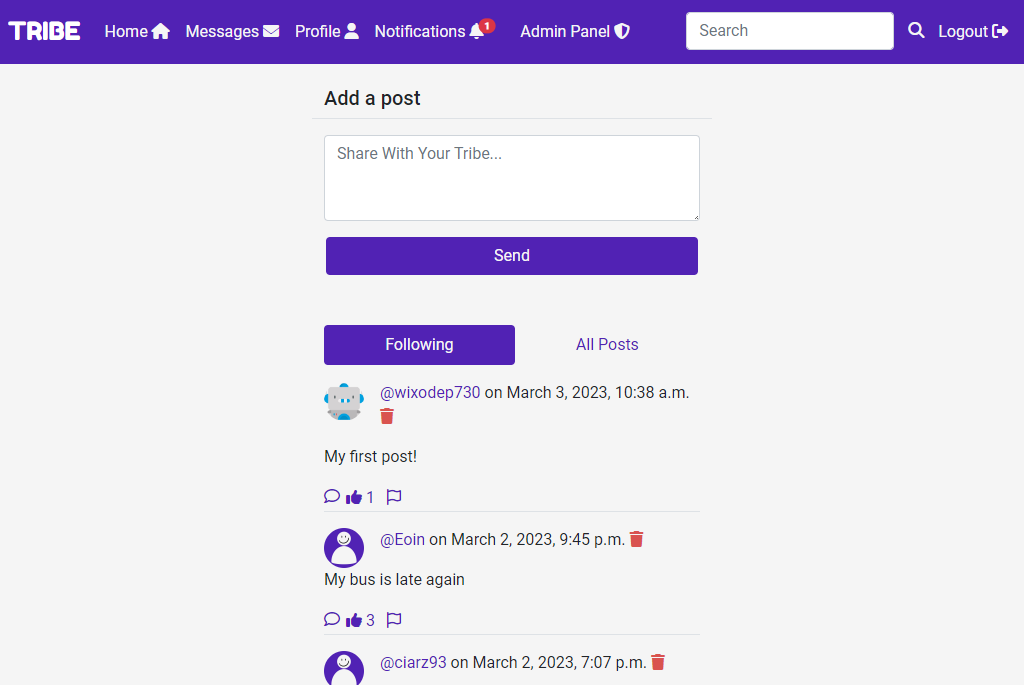 TRIBE Home Messages Profile Notifications 1 Admin Panel Search Logout
Add a post
Share With Your Tribe...
Send
Following All Posts
@wixodep730 on March 3, 2023, 10:38 a.m.
My first post!
1
@Eoin on March 2, 2023, 9:45 p.m.
My bus is late again
3
@ciarz93 on March 2, 2023, 7:07 p.m.